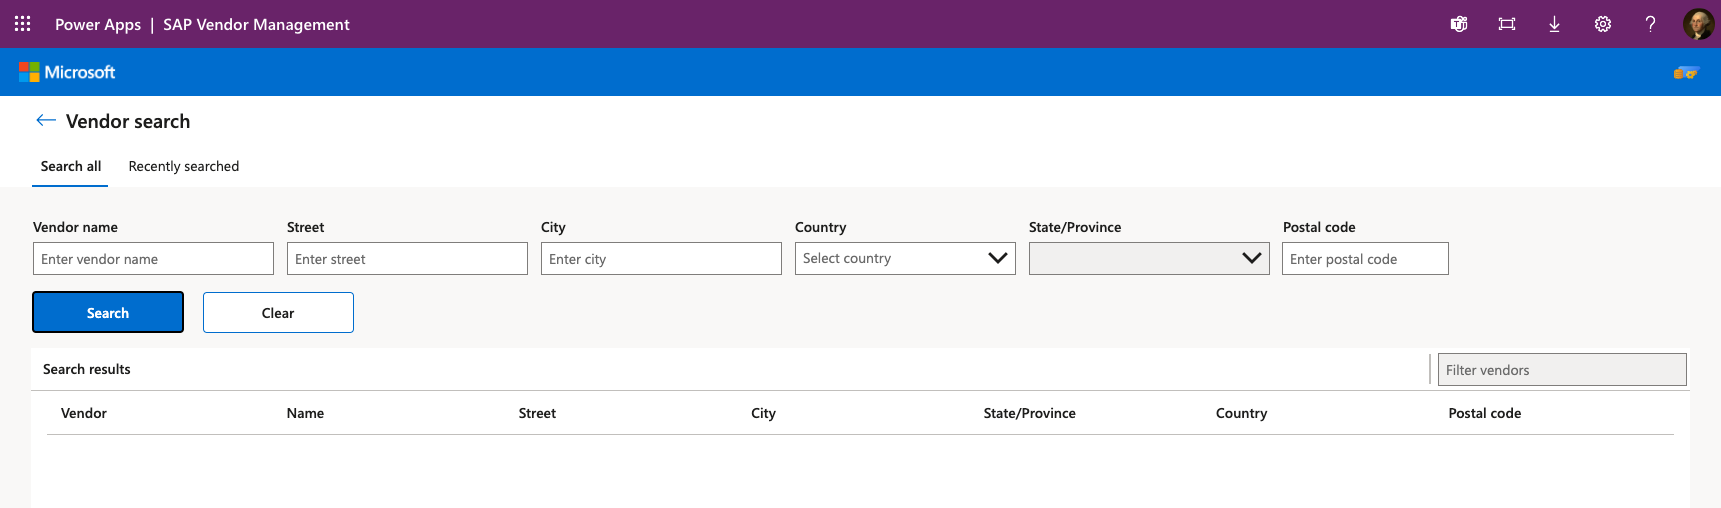 Power Apps | SAP Vendor Management
?
Microsoft
Vendor search
Search all Recently searched
Vendor name Street City Country State/Province Postal code
Enter vendor name Enter street Enter city Select country Enter postal code
Search Clear
Search results Filter vendors
Vendor Name Street City State/Province Country Postal code